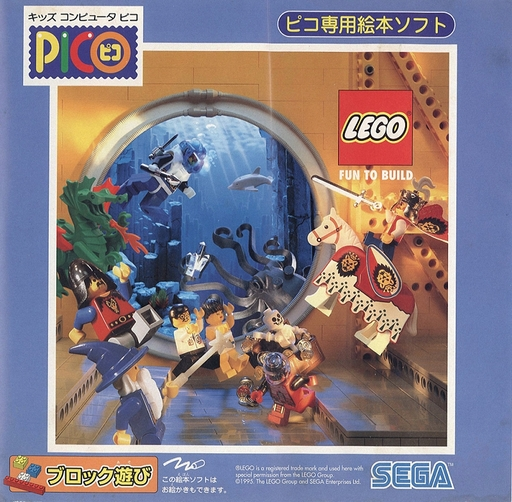 キッズ コンピュータ ピコ
PiCO ピコ
ピコ専用絵本ソフト
LEGO
FUN TO BUILD
ブロック遊び
この絵本ソフトは
お絵かきもできます。
®LEGO is a registered trade mark and used here with
special permission from the LEGO Group.
©1995, The LEGO Group and SEGA Enterprises Ltd.
SEGA